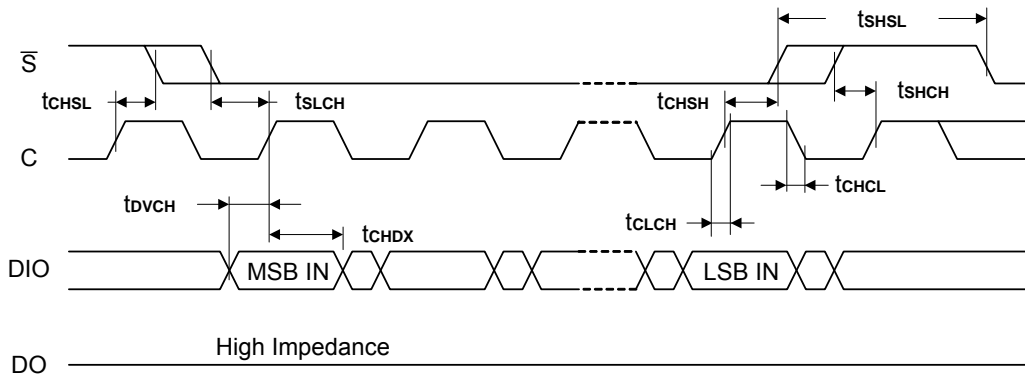 tSHSL
S
tCHSL
tSLCH
tCHSH
tSHCH
C
tDVCH
tCHDX
tCLCH
tCHCL
DIO
MSB IN
LSB IN
High Impedance
DO